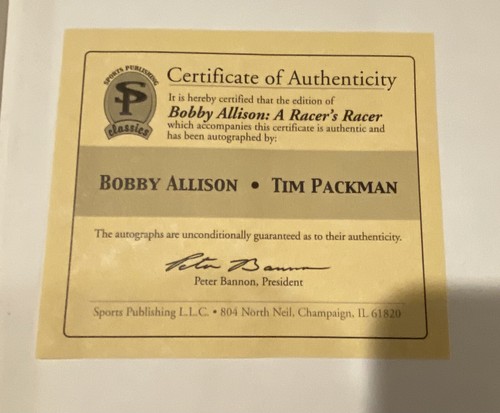 SPORTS PUBLISHING
SP
classics
Certificate of Authenticity
It is hereby certified that the edition of
Bobby Allison: A Racer's Racer
which accompanies this certificate is authentic and
has been autographed by:
BOBBY ALLISON • TIM PACKMAN
The autographs are unconditionally guaranteed as to their authenticity.
Peter Bannon
Peter Bannon, President
Sports Publishing L.L.C. • 804 North Neil, Champaign, IL 61820